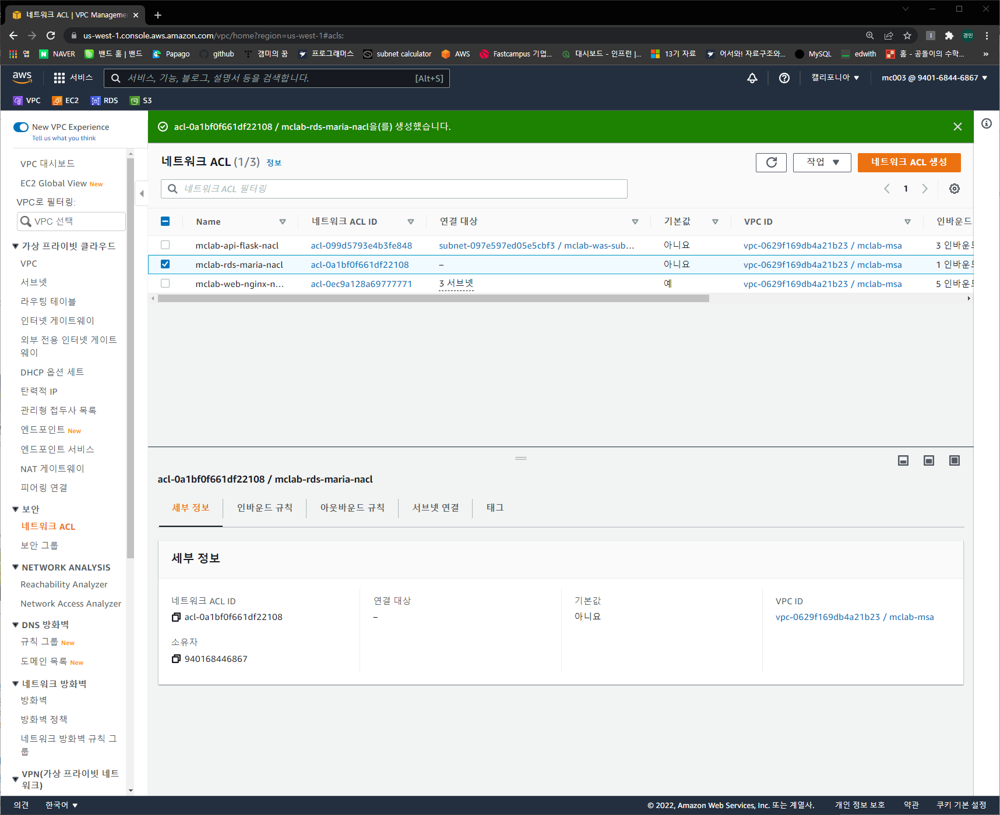 네트워크 ACL | VPC Manageme
us-west-1.console.aws.amazon.com/vpc/home?region=us-west-1#acls:
경민
앱 NAVER 밴드 홈 | 밴드 Papago github 갬미의 꿈 프로그래머스 subnet calculator AWS Fastcampus 기업... 대시보드 - 인프런 |... 13기 자료 어서와! 자료구조와... MySQL edwith 홈 - 공돌이의 수학... »
aws 서비스 서비스, 기능, 블로그, 설명서 등을 검색합니다. [Alt+S] 캘리포니아 ▼ mc003 @ 9401-6844-6867 ▼
VPC EC2 RDS S3
New VPC Experience
Tell us what you think
VPC 대시보드
EC2 Global View New
VPC로 필터링:
VPC 선택
가상 프라이빗 클라우드
VPC
서브넷
라우팅 테이블
인터넷 게이트웨이
외부 전용 인터넷 게이트
웨이
DHCP 옵션 세트
탄력적 IP
관리형 접두사 목록
엔드포인트 New
엔드포인트 서비스
NAT 게이트웨이
피어링 연결
보안
네트워크 ACL
보안 그룹
NETWORK ANALYSIS
Reachability Analyzer
Network Access Analyzer
DNS 방화벽
규칙 그룹 New
도메인 목록 New
네트워크 방화벽
방화벽
방화벽 정책
네트워크 방화벽 규칙 그
룹
VPN(가상 프라이빗 네트
워크)
acl-0a1bf0f661df22108 / mclab-rds-maria-nacl을(를) 생성했습니다.
네트워크 ACL (1/3) 정보
작업 ▼ 네트워크 ACL 생성
네트워크 ACL 필터링
1
Name 네트워크 ACL ID 연결 대상 기본값 VPC ID 인바운드
mclab-api-flask-nacl acl-099d5793e4b3fe848 subnet-097e597ed05e5cbf3 / mclab-was-sub... 아니요 vpc-0629f169db4a21b23 / mclab-msa 3 인바운드
mclab-rds-maria-nacl acl-0a1bf0f661df22108 – 아니요 vpc-0629f169db4a21b23 / mclab-msa 1 인바운드
mclab-web-nginx-n... acl-0ec9a128a69777771 3 서브넷 예 vpc-0629f169db4a21b23 / mclab-msa 5 인바운드
acl-0a1bf0f661df22108 / mclab-rds-maria-nacl
세부 정보 인바운드 규칙 아웃바운드 규칙 서브넷 연결 태그
세부 정보
네트워크 ACL ID 연결 대상 기본값 VPC ID
acl-0a1bf0f661df22108 – 아니요 vpc-0629f169db4a21b23 / mclab-msa
소유자
940168446867
의견 한국어 ▼ © 2022, Amazon Web Services, Inc. 또는 계열사. 개인 정보 보호 약관 쿠키 기본 설정